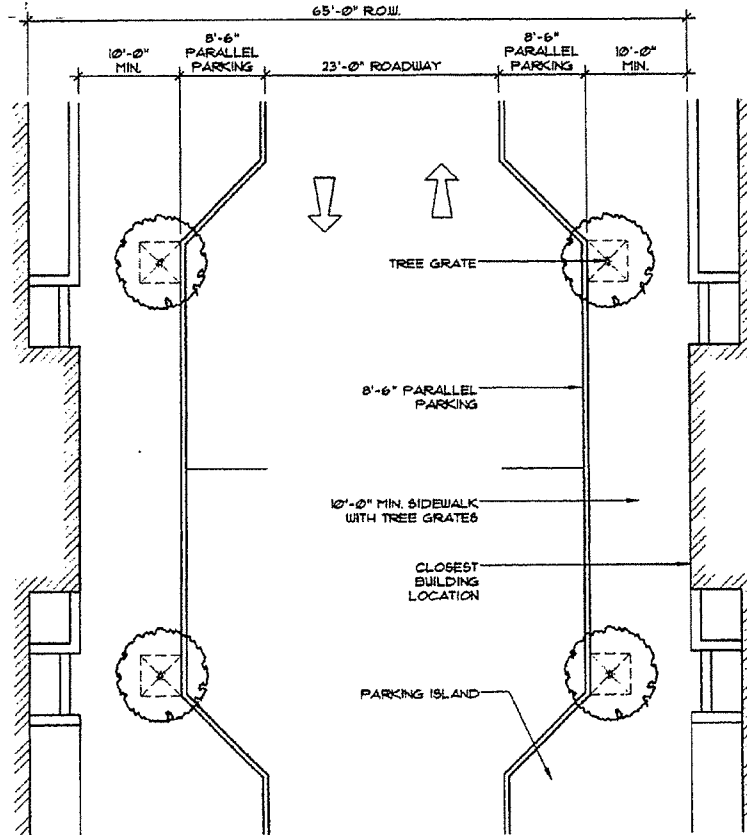 65'-0" R.O.W.
10'-0"
MIN.
8'-6"
PARALLEL
PARKING
23'-0" ROADWAY
8'-6"
PARALLEL
PARKING
10'-0"
MIN.
TREE GRATE
8'-6" PARALLEL
PARKING
10'-0" MIN. SIDEWALK
WITH TREE GRATES
CLOSEST
BUILDING
LOCATION
PARKING ISLAND